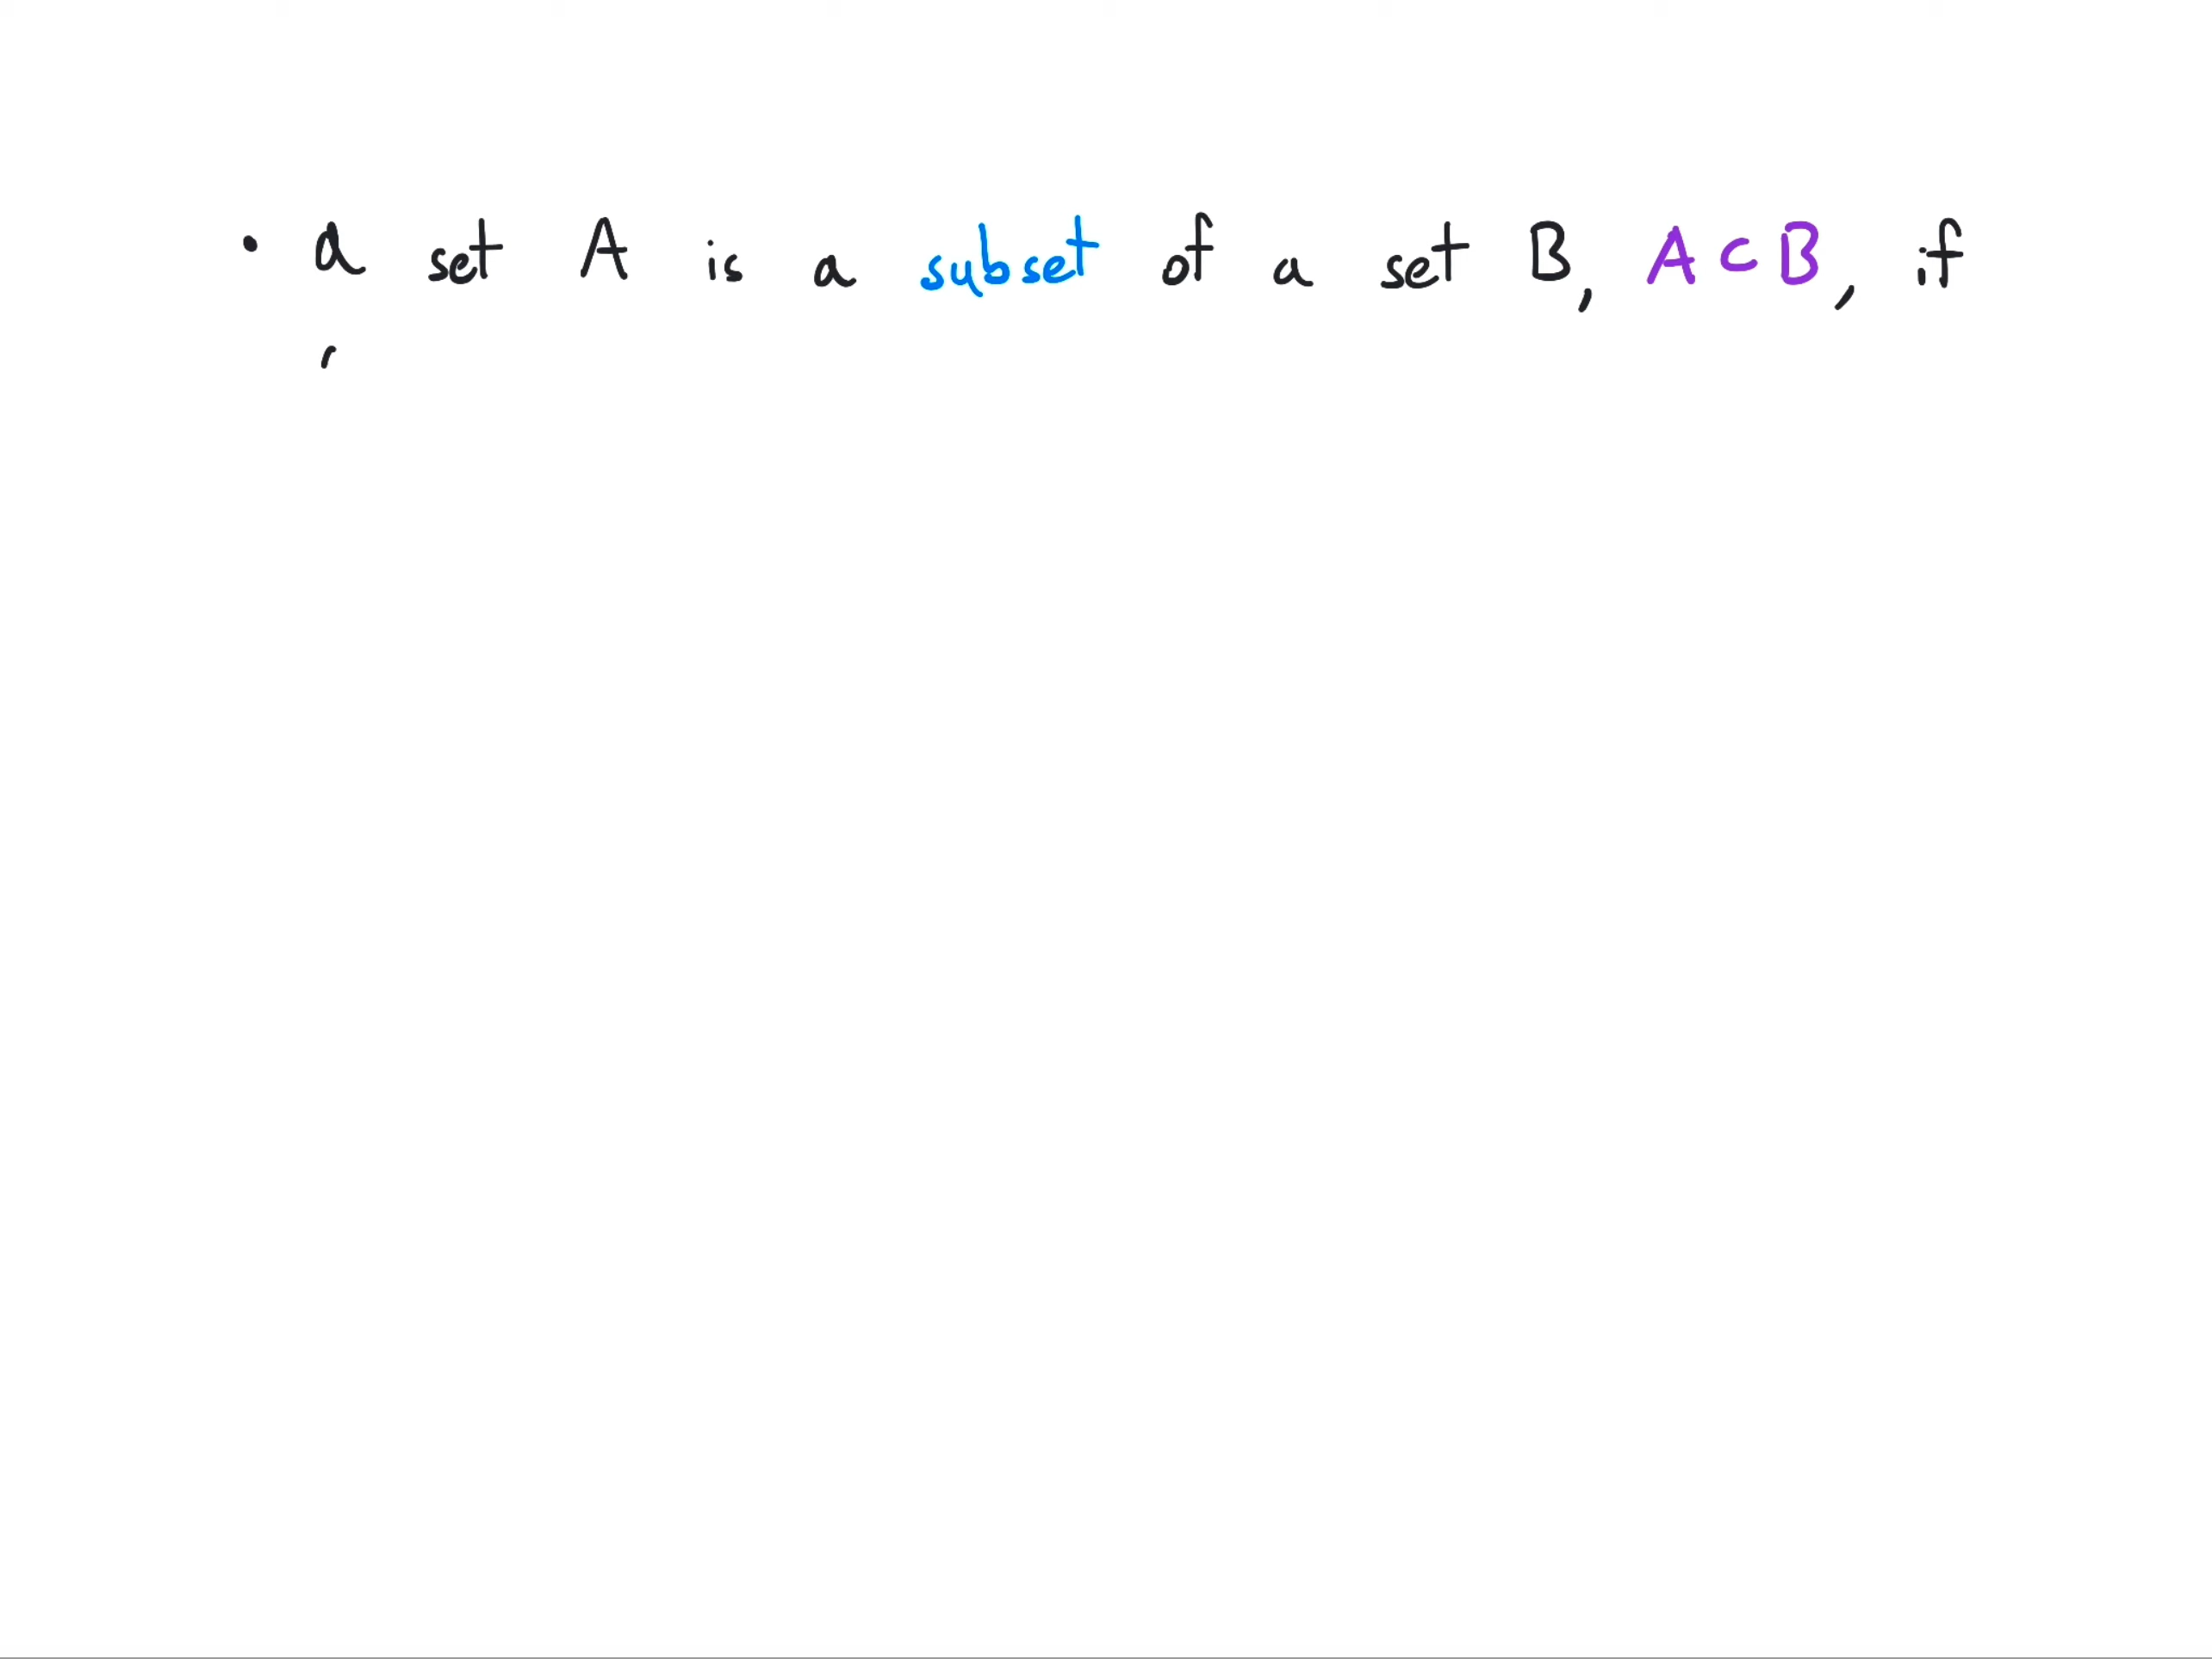 • a set A is a subset of a set B, A ⊂ B, if